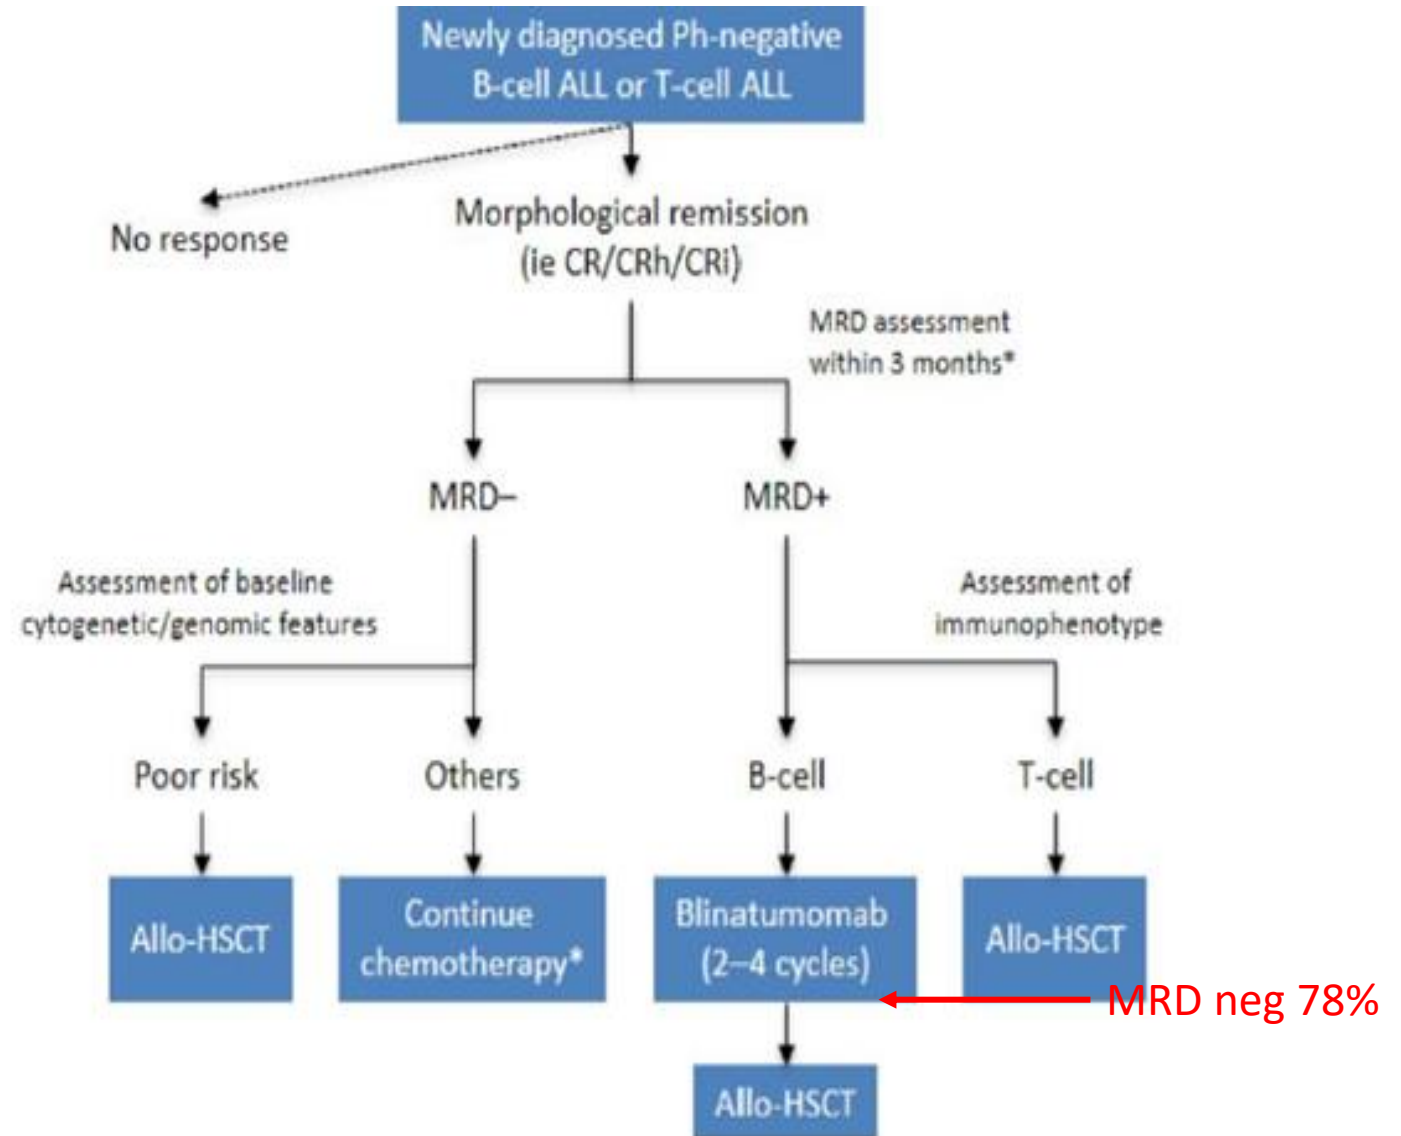 Newly diagnosed Ph-negative
B-cell ALL or T-cell ALL
No response
Morphological remission
(ie CR/CRh/CRi)
MRD assessment
within 3 months*
MRD–
MRD+
Assessment of baseline
cytogenetic/genomic features
Assessment of
immunophenotype
Poor risk
Others
B-cell
T-cell
Allo-HSCT
Continue
chemotherapy*
Blinatumomab
(2–4 cycles)
Allo-HSCT
MRD neg 78%
Allo-HSCT